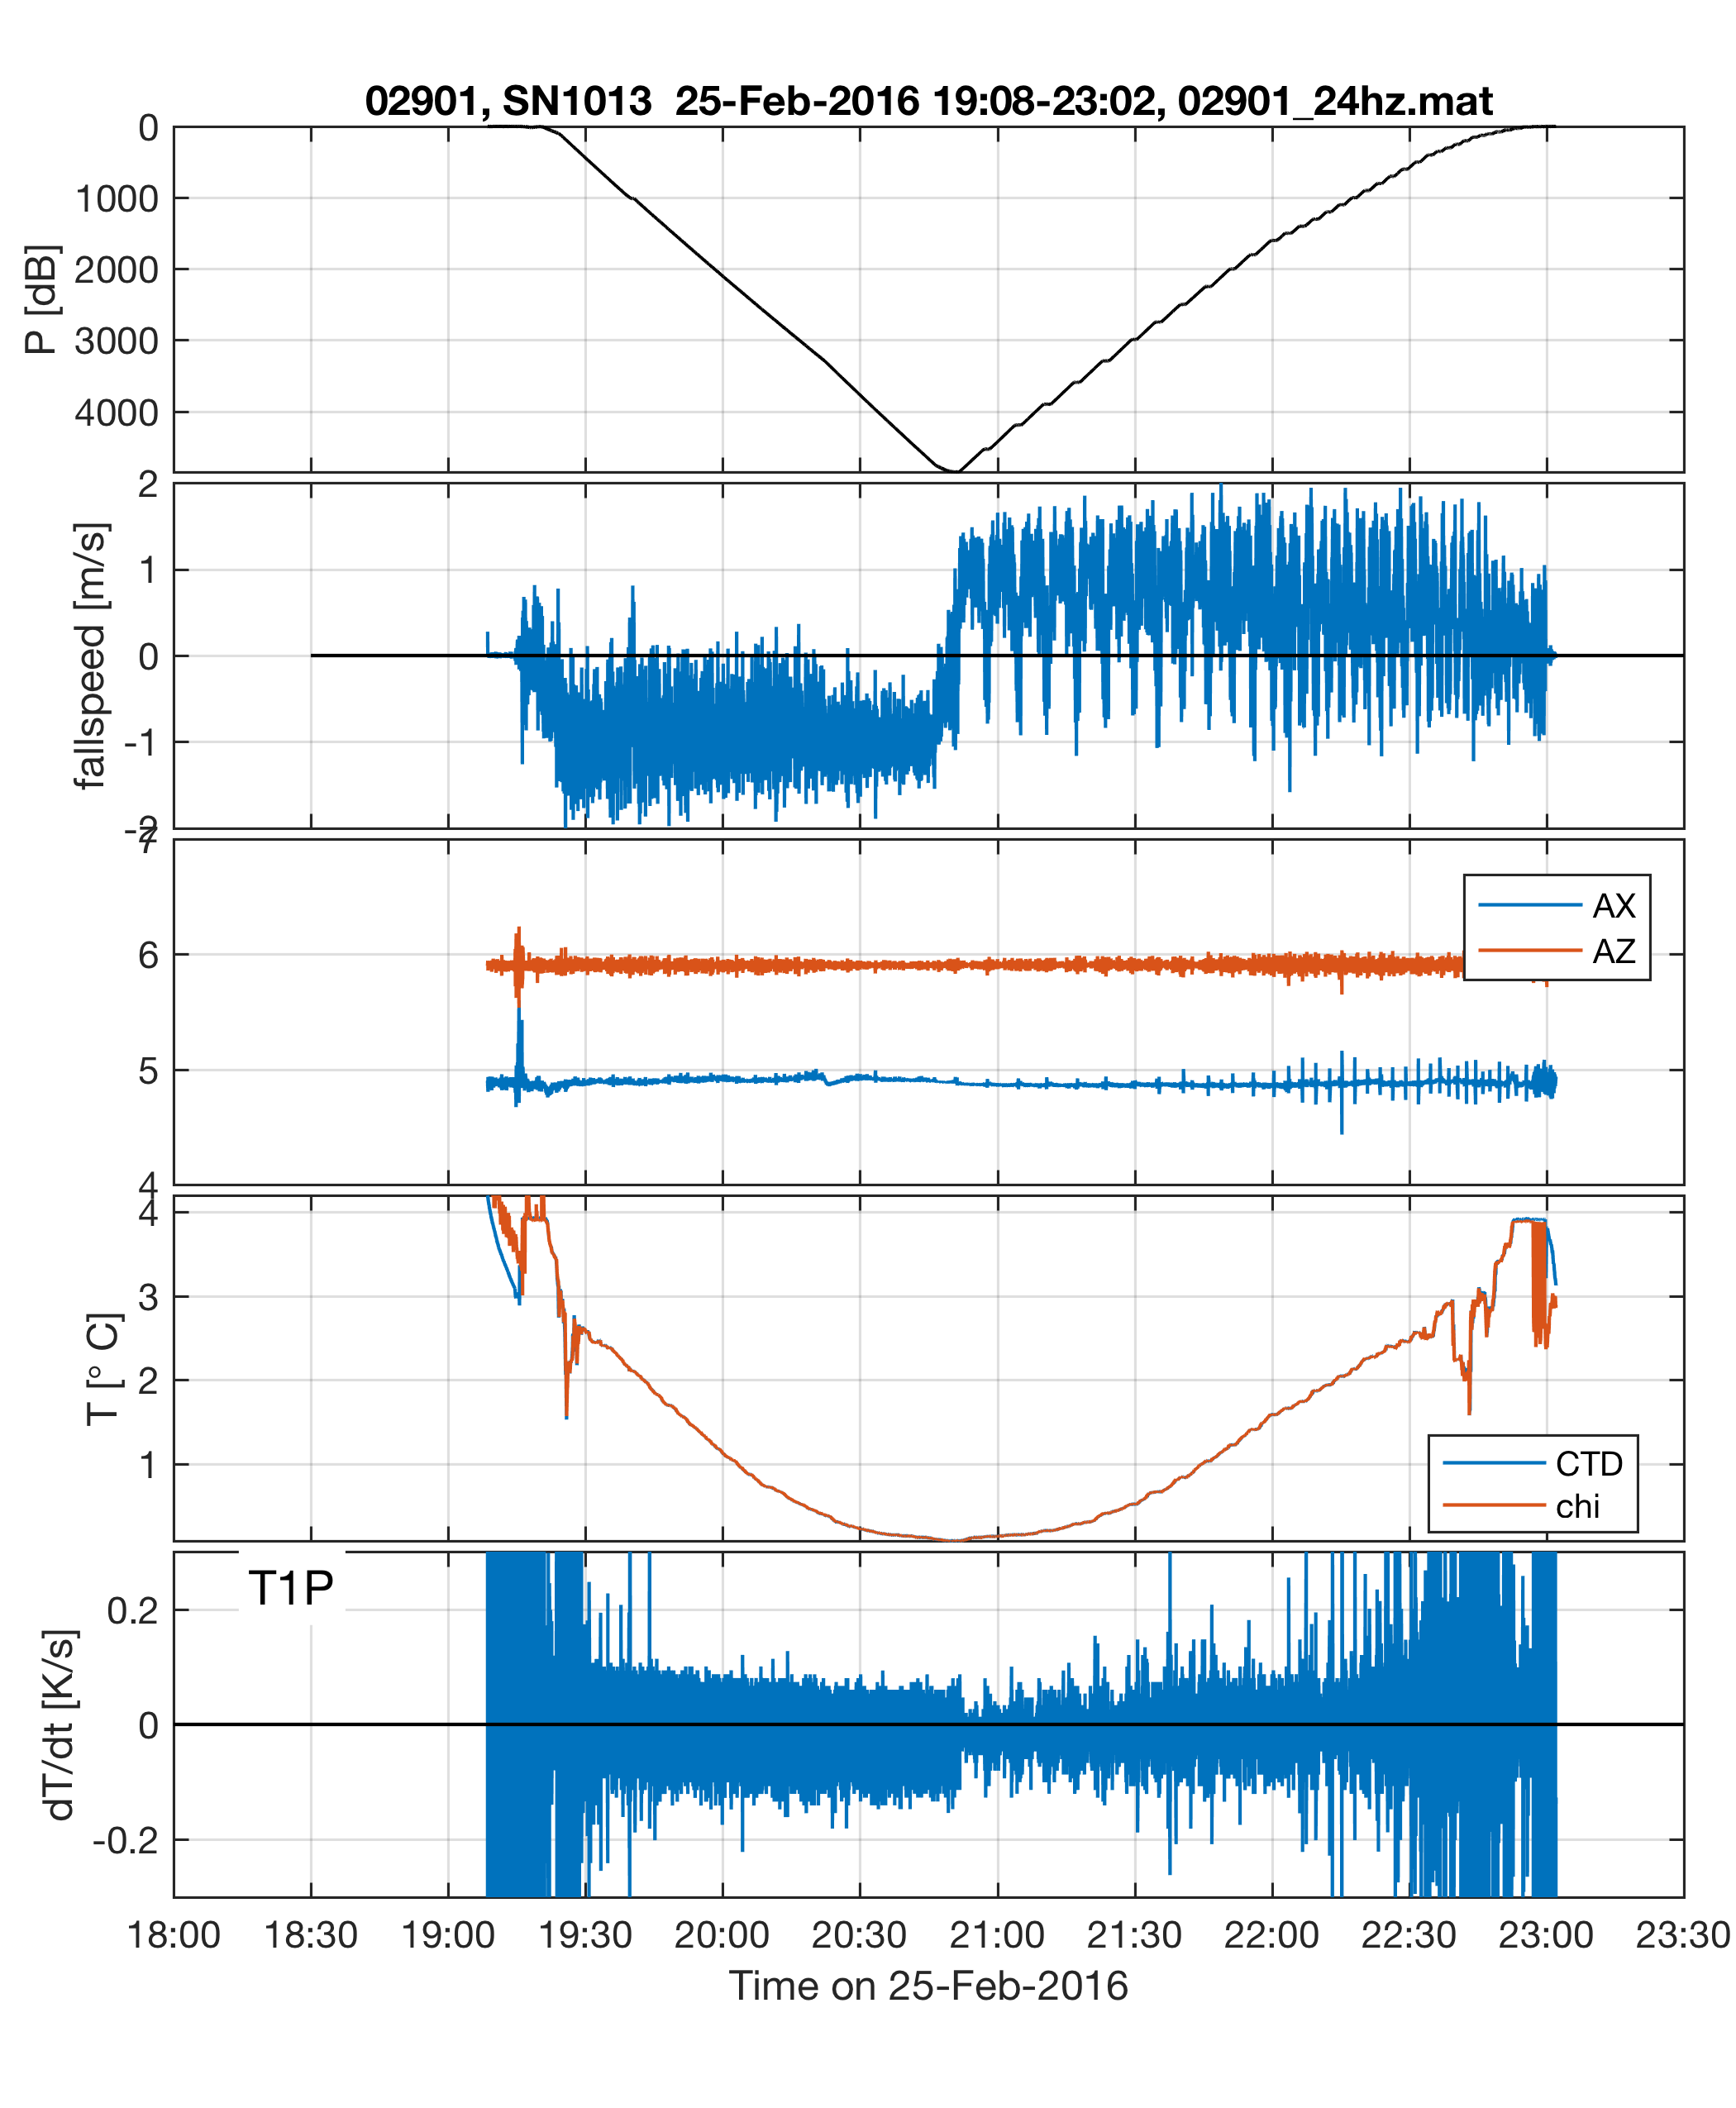 02901, SN1013  25-Feb-2016 19:08-23:02, 02901_24hz.mat
0
1000
2000
3000
4000
P [dB]
2
1
0
-1
-2
fallspeed [m/s]
7
6
5
4
AX
AZ
4
3
2
1
T [° C]
CTD
chi
T1P
0.2
0
-0.2
dT/dt [K/s]
18:00 18:30 19:00 19:30 20:00 20:30 21:00 21:30 22:00 22:30 23:00 23:30
Time on 25-Feb-2016